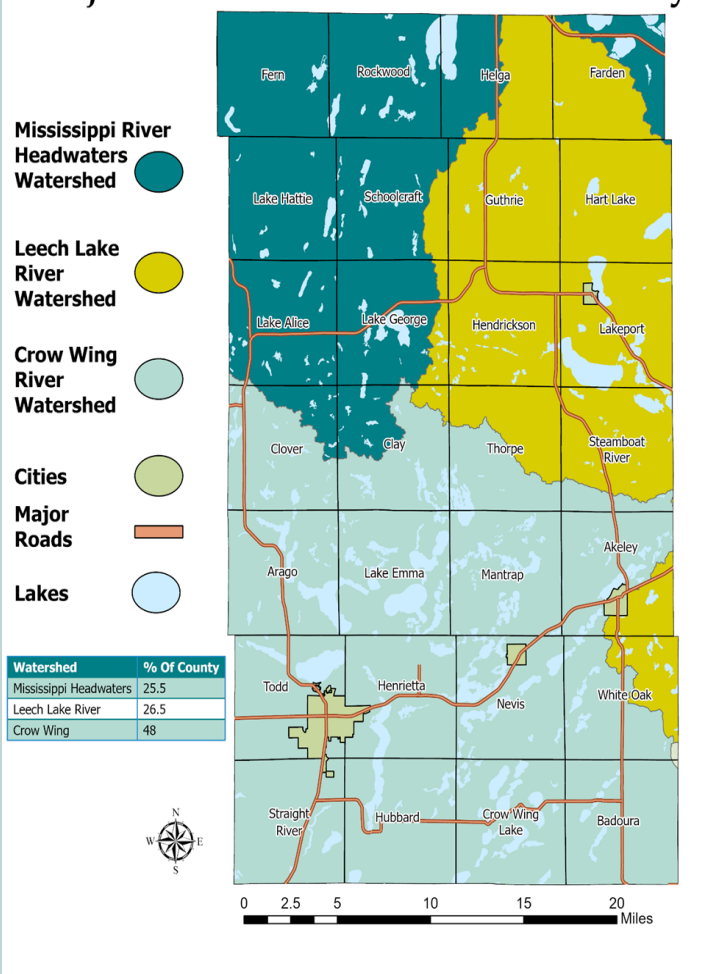 Mississippi River
Headwaters
Watershed
Leech Lake
River
Watershed
Crow Wing
River
Watershed
Cities
Major
Roads
Lakes
Watershed % Of County
Mississippi Headwaters 25.5
Leech Lake River 26.5
Crow Wing 48
Fern
Rockwood
Helga
Farden
Lake Hattie
Schoolcraft
Guthrie
Hart Lake
Lake Alice
Lake George
Hendrickson
Lakeport
Clover
Clay
Thorpe
Steamboat
River
Arago
Lake Emma
Mantrap
Akeley
Todd
Henrietta
Nevis
White Oak
Straight
River
Hubbard
Crow Wing
Lake
Badoura
N
W E
S
0 2.5 5 10 15 20
Miles